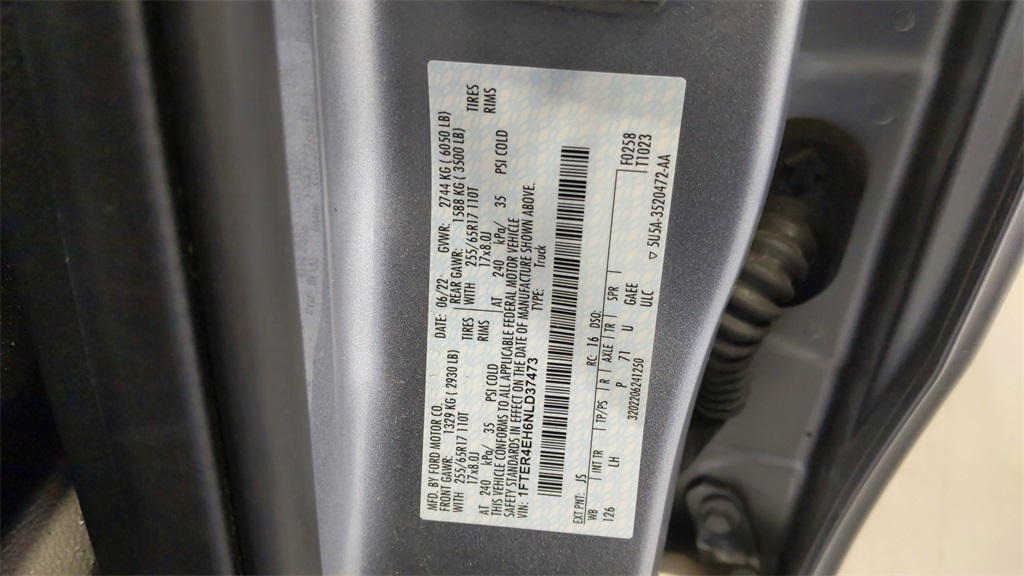 MFD. BY FORD MOTOR CO. DATE: 06/22 GVWR: 2744 KG ( 6050 LB)
FRONT GAWR: 1329 KG ( 2930 LB) REAR GAWR: 1588 KG ( 3500 LB)
WITH 255/65R17 110T TIRES WITH 255/65R17 110T TIRES
17x8.0J RIMS 17x8.0J RIMS
AT 240 kPa/ 35 PSI COLD AT 240 kPa/ 35 PSI COLD
THIS VEHICLE CONFORMS TO ALL APPLICABLE FEDERAL MOTOR VEHICLE
SAFETY STANDARDS IN EFFECT ON THE DATE OF MANUFACTURE SHOWN ABOVE.
VIN: 1FTER4EH6NLD37473 TYPE: Truck
EXT PNT: JS RC: 16 DSO: F0258
WB INT TR TP/PS R AXLE TR SPR T1023
126 LH P 71 U GAEE
ULC
3202206241250 5U5A-3520472-AA